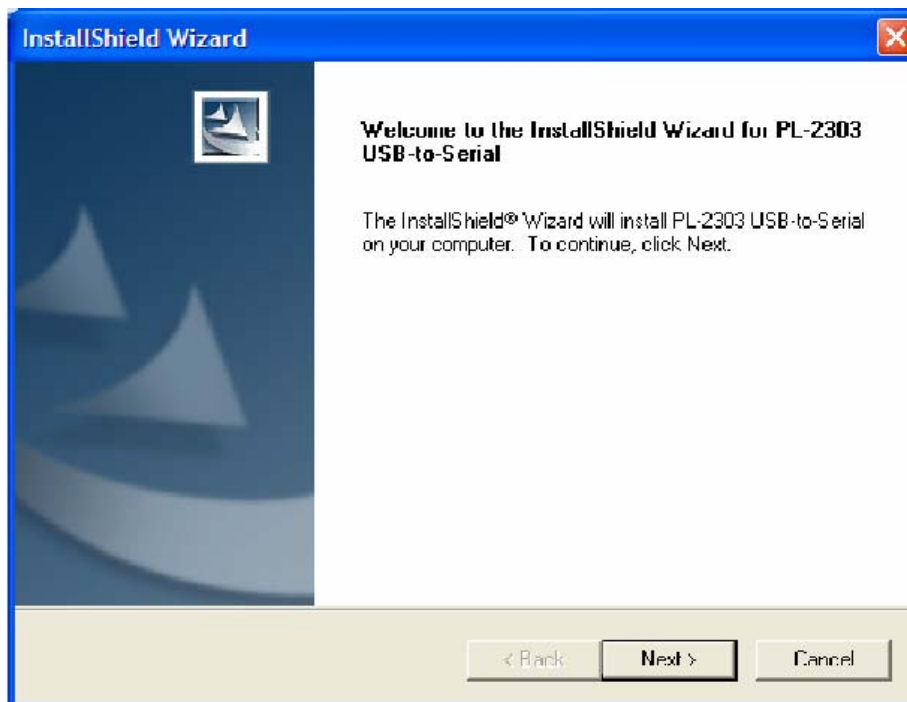 InstallShield Wizard
Welcome to the InstallShield Wizard for PL-2303
USB-to-Serial
The InstallShield® Wizard will install PL-2303 USB-to-Serial
on your computer. To continue, click Next.
< Back
Next >
Cancel